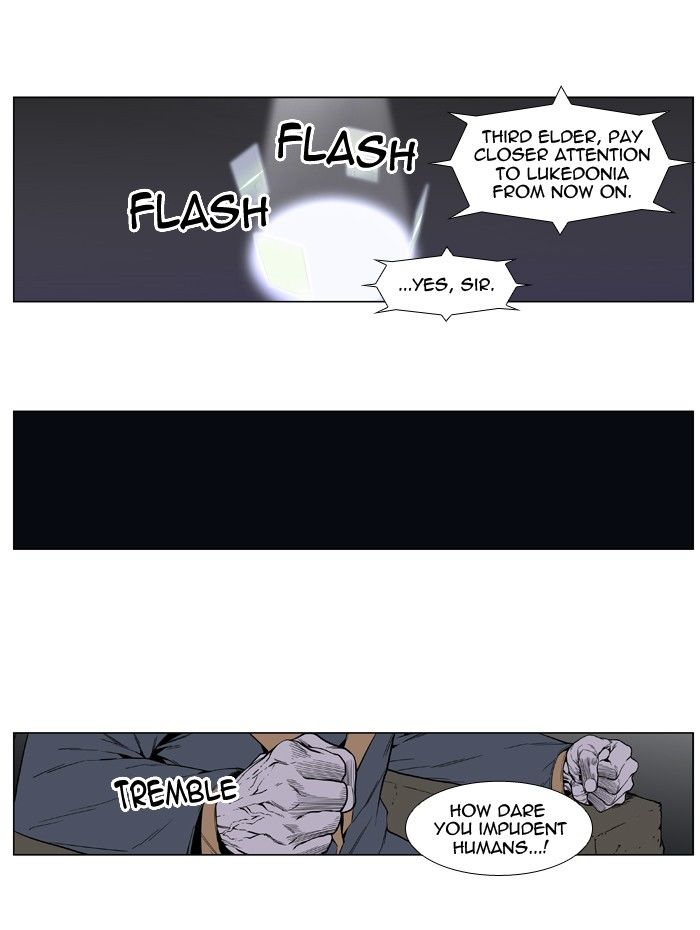 FLASH
FLASH
THIRD ELDER, PAY
CLOSER ATTENTION
TO LUKEDONIA
FROM NOW ON.
...YES, SIR.
TREMBLE
HOW DARE
YOU IMPUDENT
HUMANS...!